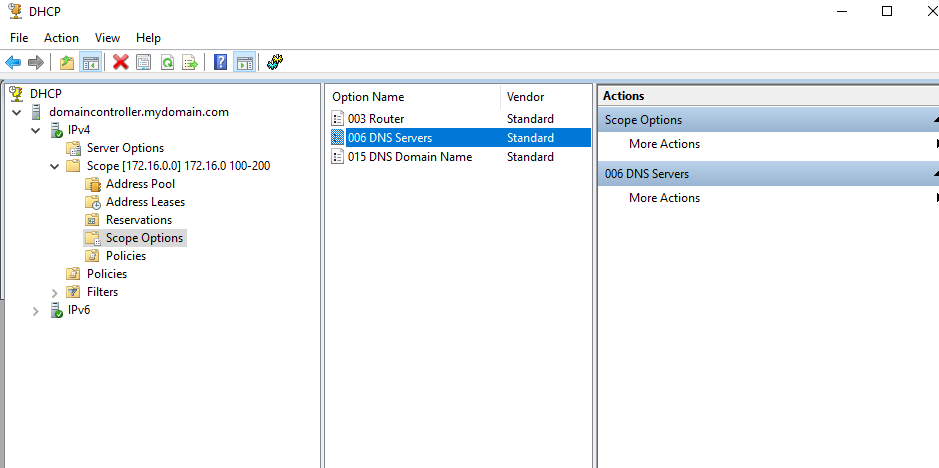 DHCP
File Action View Help
DHCP
domaincontroller.mydomain.com
IPv4
Server Options
Scope [172.16.0.0] 172.16.0 100-200
Address Pool
Address Leases
Reservations
Scope Options
Policies
Policies
Filters
IPv6
Option Name Vendor
003 Router Standard
006 DNS Servers Standard
015 DNS Domain Name Standard
Actions
Scope Options
More Actions
006 DNS Servers
More Actions